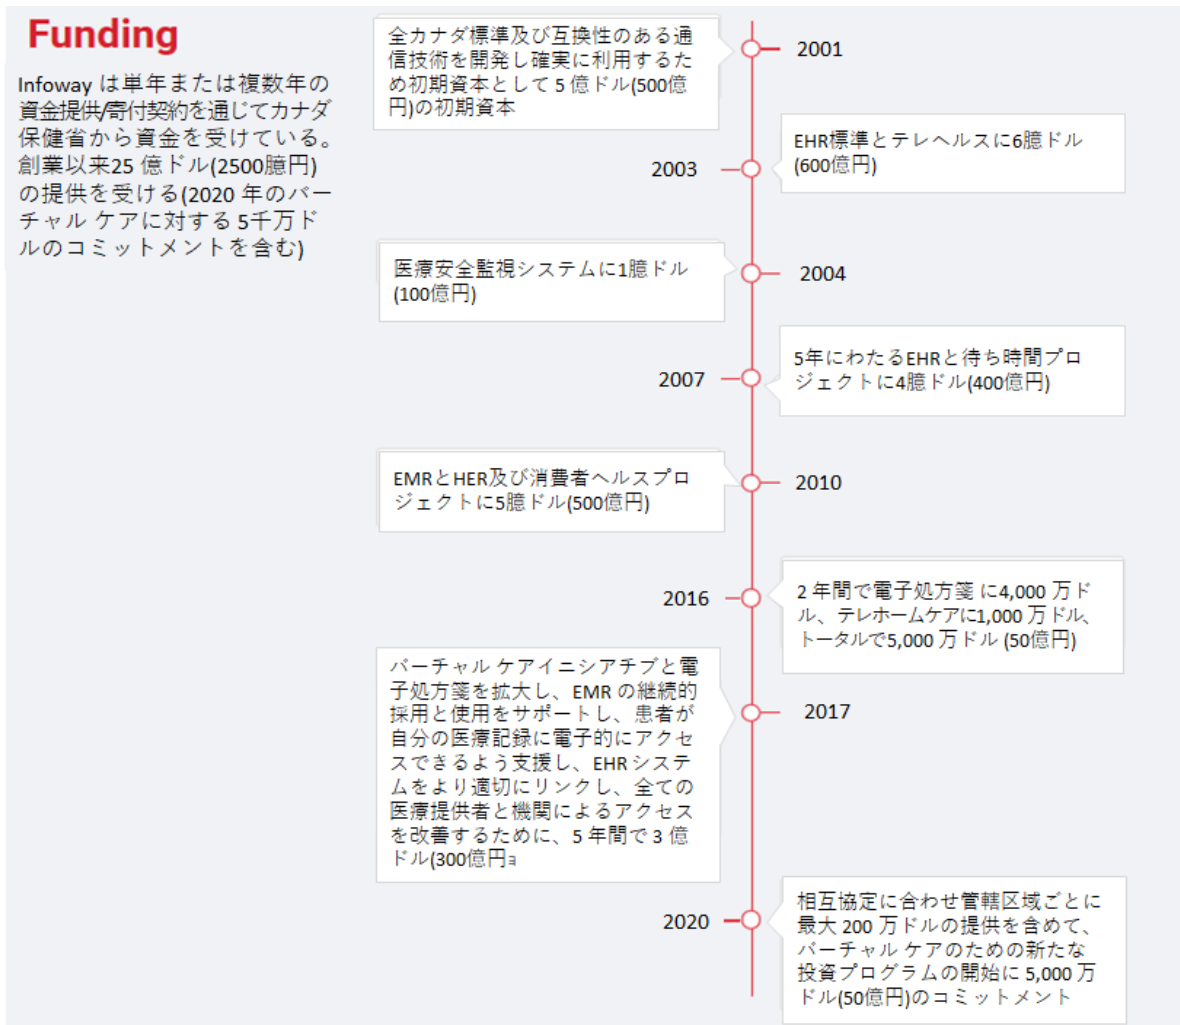 Funding
Infoway は単年または複数年の
資金提供/寄付契約を通じてカナダ
保健省から資金を受けている。
創業以来25 億ドル(2500臆円)
の提供を受ける(2020 年のバー
チャル ケアに対する 5千万ド
ルのコミットメントを含む)
全カナダ標準及び互換性のある通
信技術を開発し確実に利用するた
め初期資本として 5 億ドル(500億
円)の初期資本
2001
2003
EHR標準とテレヘルスに6臆ドル
(600億円)
医療安全監視システムに1臆ドル
(100億円)
2004
2007
5年にわたるEHRと待ち時間プロ
ジェクトに4臆ドル(400億円)
EMRとHER及び消費者ヘルスプロ
ジェクトに5臆ドル(500億円)
2010
2016
2 年間で電子処方箋 に4,000 万ド
ル、テレホームケアに1,000 万ドル、
トータルで5,000 万ドル (50億円)
バーチャル ケアイニシアチブと電
子処方箋を拡大し、EMR の継続的
採用と使用をサポートし、患者が
自分の医療記録に電子的にアクセ
スできるよう支援し、EHR システ
ムをより適切にリンクし、全ての
医療提供者と機関によるアクセス
を改善するために、5 年間で 3 億
ドル(300億円ｮ
2017
2020
相互協定に合わせ管轄区域ごとに
最大 200 万ドルの提供を含めて、
バーチャル ケアのための新たな
投資プログラムの開始に 5,000 万
ドル(50億円)のコミットメント